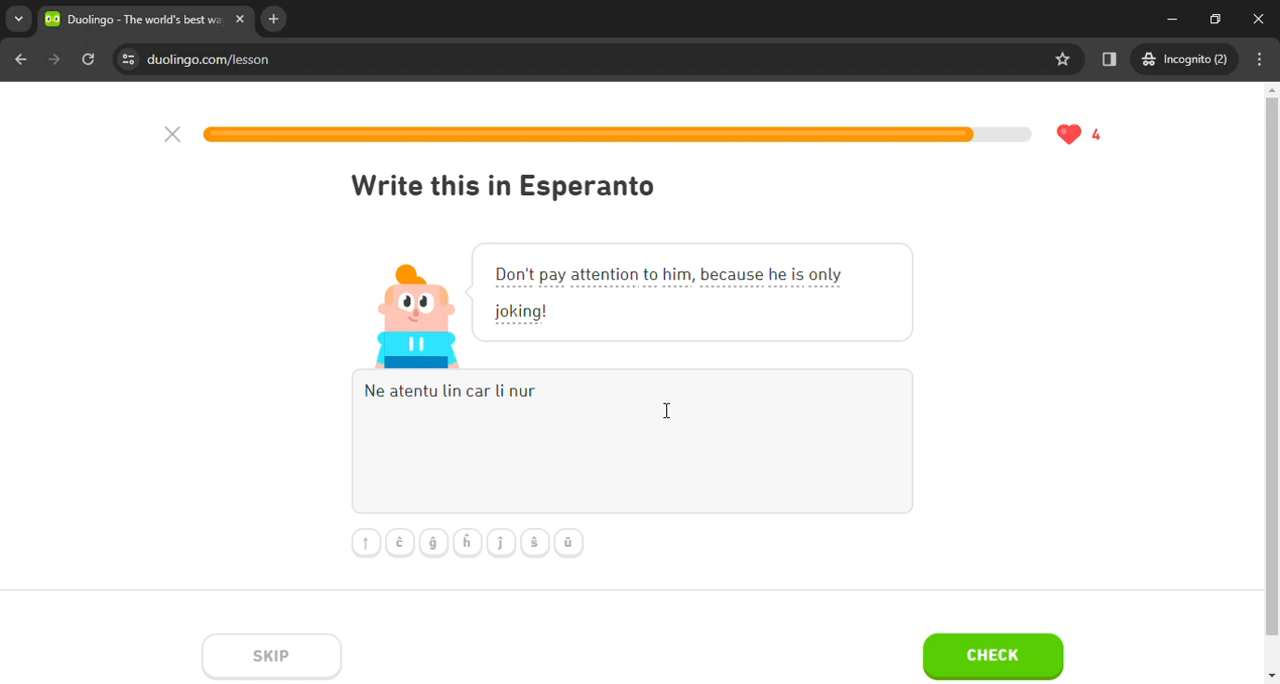 Duolingo - The world's best wa
duolingo.com/lesson
Incognito (2)
4
Write this in Esperanto
Don't pay attention to him, because he is only
joking!
Ne atentu lin car li nur
↑ ĉ ĝ ĥ ĵ ŝ ŭ
SKIP
CHECK